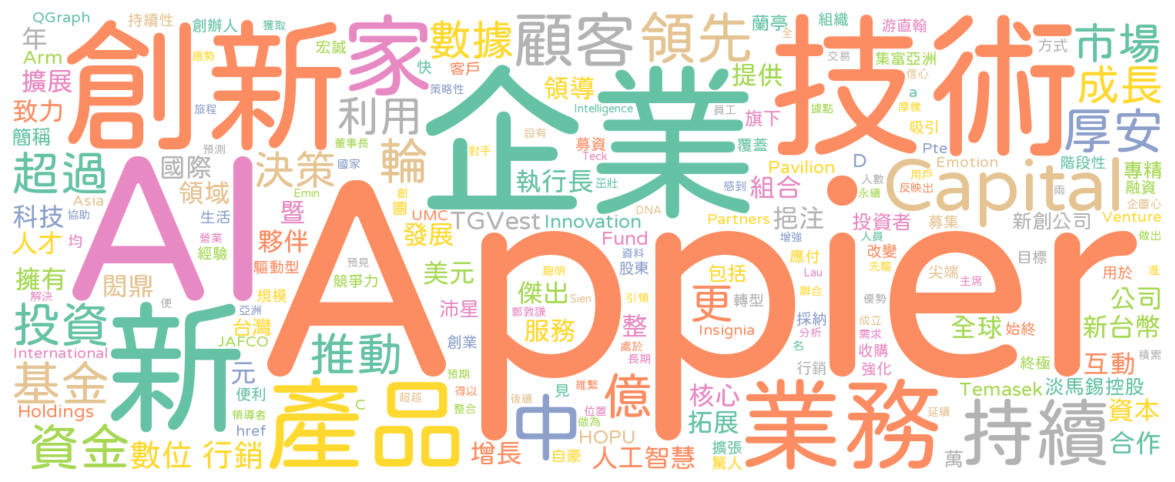 QGraph
持續性
創辦人
獲取
年
Arm
創新
趨勢
宏誠
家
快
數據
客戶
策略性
顧客
領先
蘭亭
組織
全
游直翰
技術
交易
方式
集富亞洲
信心
市場
擴展
致力
簡稱
旅程
利用
企業
領導
Intelligence
提供
員工
旗下
a
據點
厚樸
吸引
成長
厚安
預測
董事長
國家
設有
對手
募資
Teck
覆蓋
Pavilion
D
Pte
Emotion
階段性
專精
超過
AI
國際
決策
輪
執行長
茁壯
感到
組合
用戶
反映出
人數
永續
Capital
兩
融資
企圖心
Asia
領域
Emin
創
圖
科技
協助
生活
暨
UMC
TGVest
Innovation
DNA
Partners
挹注
投資者
募集
新創公司
Venture
人才
均
營業
經驗
夥伴
發展
Fund
資料
增強
人員
做出
擁有
閎鼎
驅動型
預見
競爭力
美元
聰明
股東
包括
應付
Lau
改變
先驅
尖端
主席
目標
用於
進
解決
便
規模
沛星
傑出
Sien
引領
更
轉型
聯合
優勢
公司
投資
新
亞洲
台灣
Appier
鄭敦謙
服務
整
Insignia
採納
成立
全球
始終
新台幣
International
JAFCO
推動
創業
處於
長期
名
分析
需求
收購
互動
積累
基金
元
便利
預期
見
維繫
億
核心
行銷
強化
終極
Temasek
淡馬錫控股
Holdings
領導者
href
產品
C
超越
得以
整合
後續
中
做為
位置
HOPU
拓展
業務
延續
持續
資本
合作
資金
數位
行銷
增長
自豪
人工智慧
擴張
驚人
萬